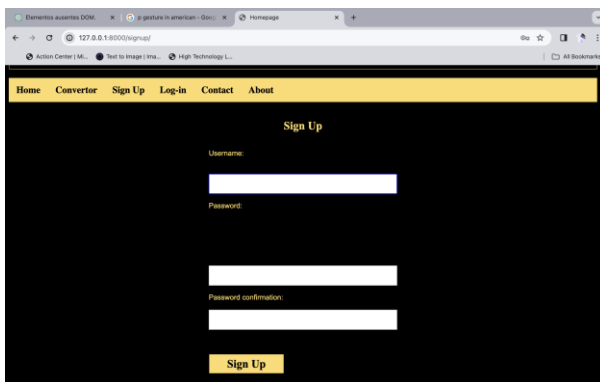 Elementos ausentes DOM.
p gesture in american - Goog
Homepage
127.0.0.1:8000/signup/
Action Center | Mi...
Text to Image | Ima...
High Technology L...
All Bookmarks
Home Convertor Sign Up Log-in Contact About
Sign Up
Username:
Password:
Password confirmation:
Sign Up